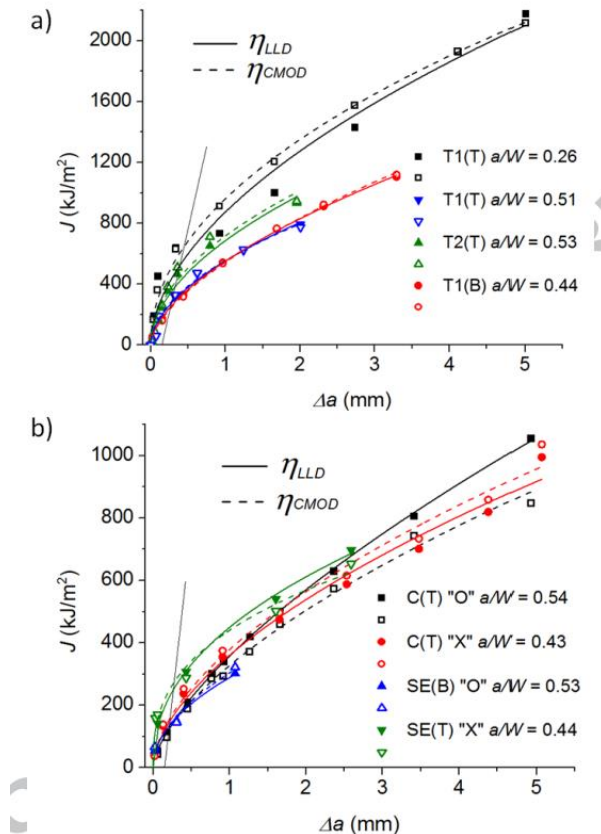 a)
2000
1600
1200
800
400
0
J (kJ/m²)
η_LLD
η_CMOD
T1(T) a/W = 0.26
T1(T) a/W = 0.51
T2(T) a/W = 0.53
T1(B) a/W = 0.44
0 1 2 3 4 5
Δa (mm)
b)
1000
800
600
400
200
0
J (kJ/m²)
η_LLD
η_CMOD
C(T) "O" a/W = 0.54
C(T) "X" a/W = 0.43
SE(B) "O" a/W = 0.53
SE(T) "X" a/W = 0.44
0 1 2 3 4 5
Δa (mm)